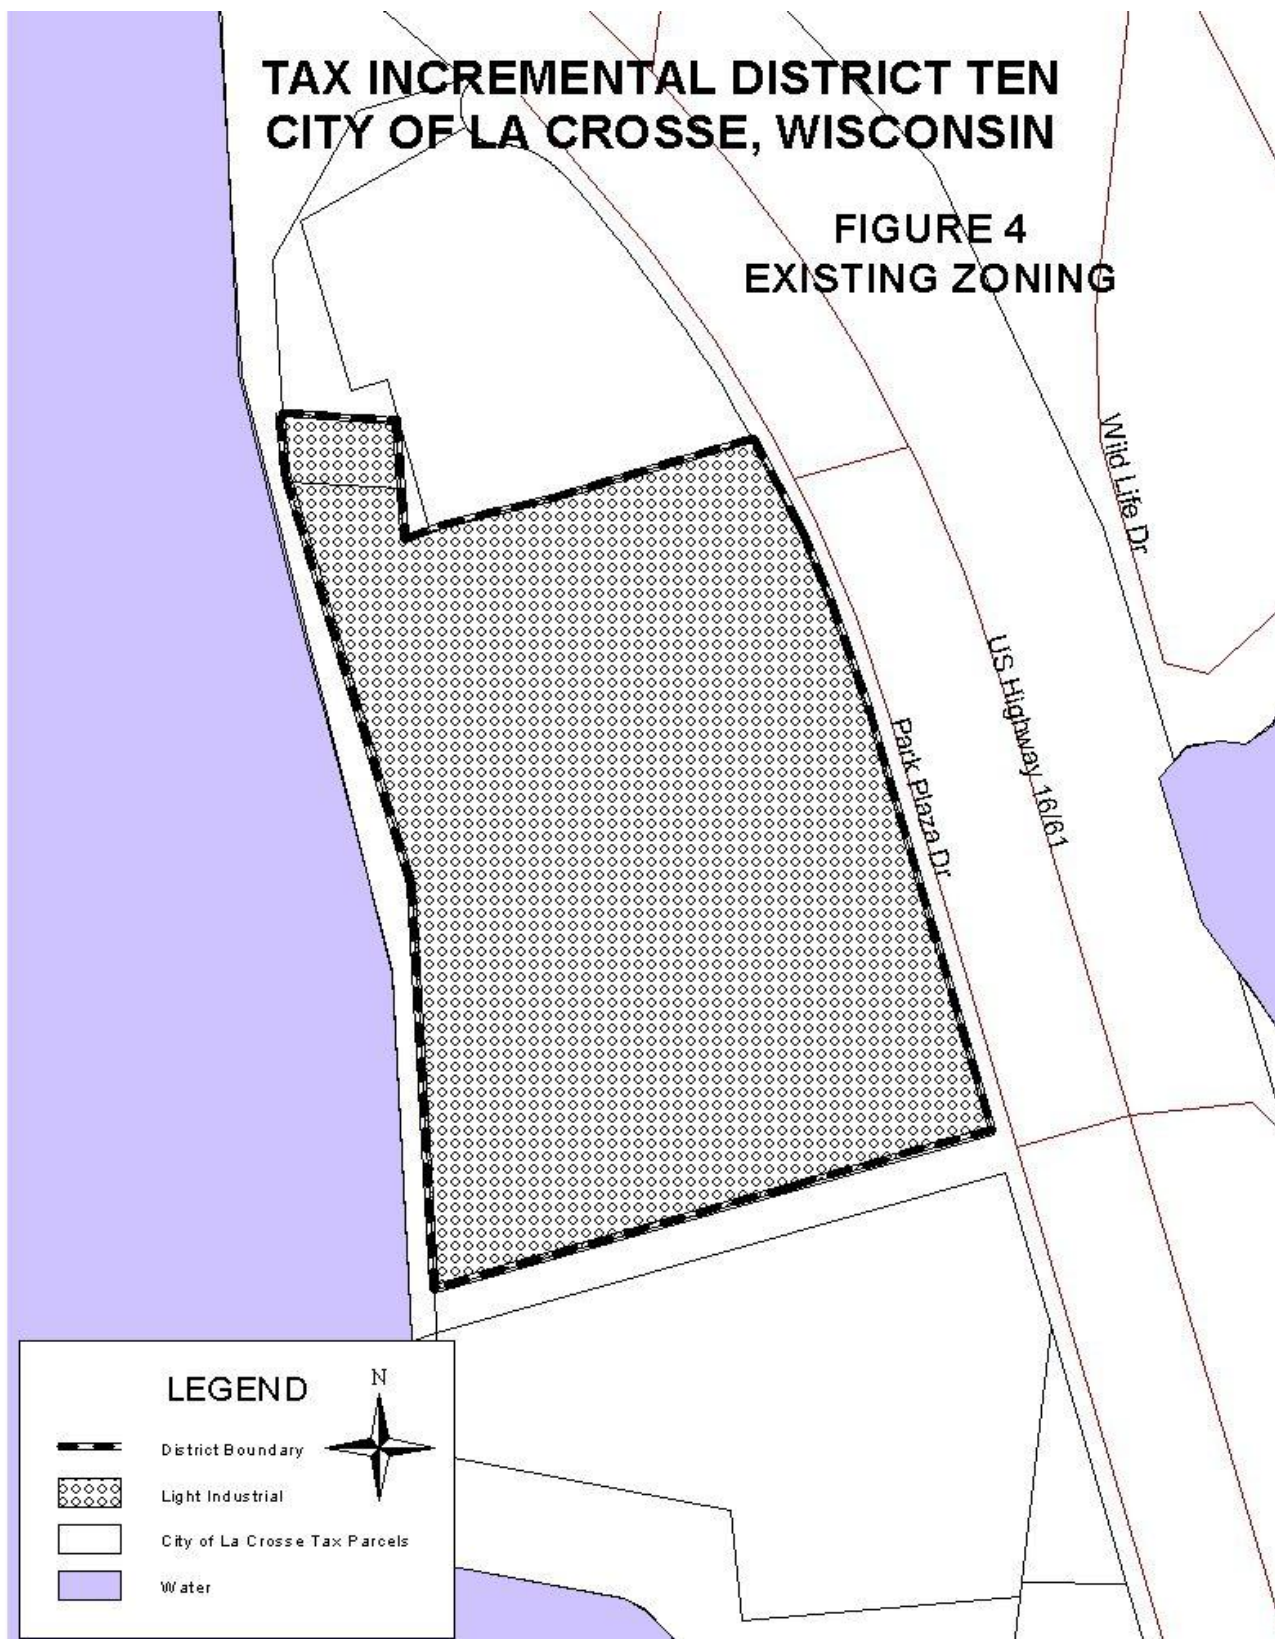 TAX INCREMENTAL DISTRICT TEN
CITY OF LA CROSSE, WISCONSIN
FIGURE 4
EXISTING ZONING
Wild Life Dr
US Highway 16/61
Park Plaza Dr
LEGEND
N
District Boundary
Light Industrial
City of La Crosse Tax Parcels
Water